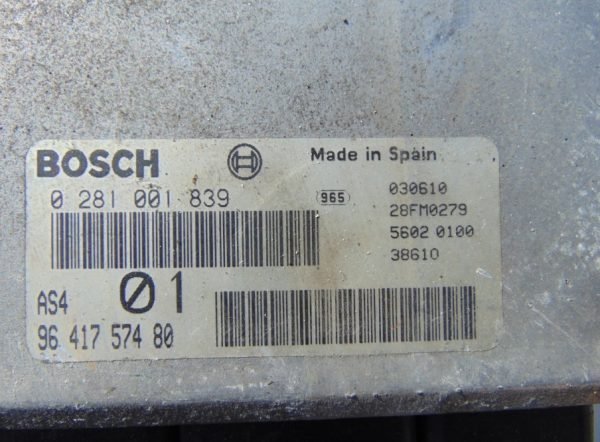 BOSCH
Made in Spain
0 281 001 839
965
030610
28FM0279
5602 0100
38610
01
AS4
96 417 574 80